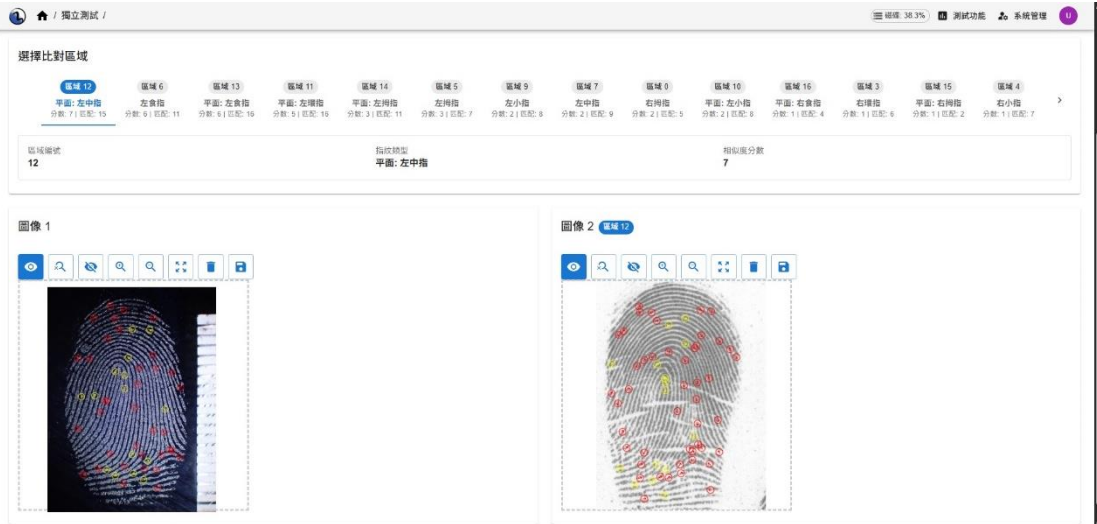 / 獨立測試 /
磁碟: 38.3%
測試功能
系統管理
U
選擇比對區域
區域 12
平面: 左中指
分數: 7 | 匹配: 15
區域 6
左食指
分數: 6 | 匹配: 11
區域 13
平面: 左食指
分數: 6 | 匹配: 16
區域 11
平面: 左環指
分數: 5 | 匹配: 16
區域 14
平面: 左拇指
分數: 3 | 匹配: 11
區域 5
左拇指
分數: 3 | 匹配: 7
區域 9
左小指
分數: 2 | 匹配: 8
區域 7
左中指
分數: 2 | 匹配: 9
區域 0
右拇指
分數: 2 | 匹配: 5
區域 10
平面: 左小指
分數: 2 | 匹配: 8
區域 16
平面: 右食指
分數: 1 | 匹配: 4
區域 3
右環指
分數: 1 | 匹配: 6
區域 15
平面: 右拇指
分數: 1 | 匹配: 2
區域 4
右小指
分數: 1 | 匹配: 7
區域編號
12
指紋類型
平面: 左中指
相似度分數
7
圖像 1
圖像 2
區域 12